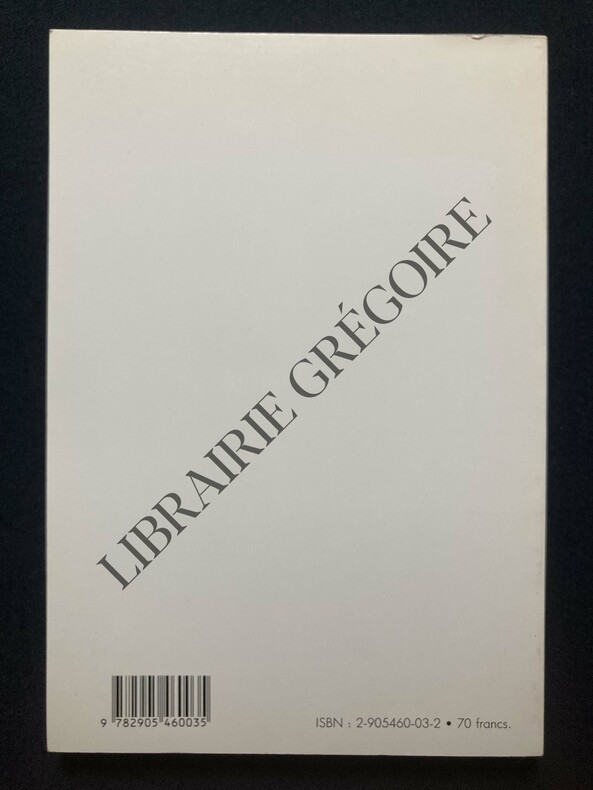 LIBRAIRIE GRÉGOIRE
9 782905 460035
ISBN : 2-905460-03-2 • 70 francs.